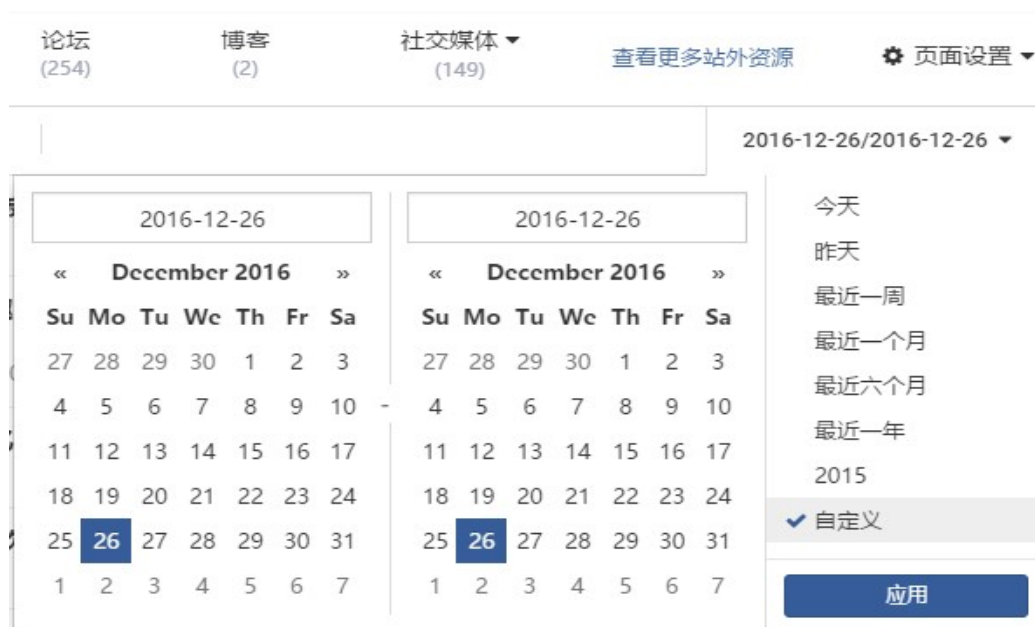 论坛 博客 社交媒体 查看更多站外资源 页面设置
(254) (2) (149)
2016-12-26/2016-12-26
2016-12-26 2016-12-26 今天
« December 2016 » « December 2016 » 昨天
Su Mo Tu We Th Fr Sa Su Mo Tu We Th Fr Sa 最近一周
27 28 29 30 1 2 3 27 28 29 30 1 2 3 最近一个月
4 5 6 7 8 9 10 - 4 5 6 7 8 9 10 最近六个月
11 12 13 14 15 16 17 11 12 13 14 15 16 17 最近一年
18 19 20 21 22 23 24 18 19 20 21 22 23 24 2015
25 26 27 28 29 30 31 25 26 27 28 29 30 31 自定义
1 2 3 4 5 6 7 1 2 3 4 5 6 7 应用